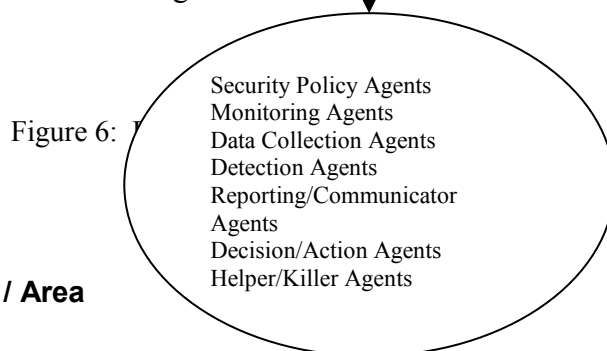 Security Policy Agents
Monitoring Agents
Figure 6:
Data Collection Agents
Detection Agents
Reporting/Communicator
Agents
Decision/Action Agents
Helper/Killer Agents
/ Area